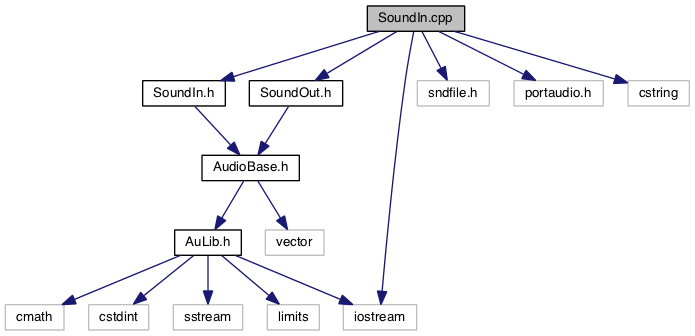 SoundIn.cpp
SoundIn.h
SoundOut.h
sndfile.h
portaudio.h
cstring
AudioBase.h
AuLib.h
vector
cmath
cstdint
sstream
limits
iostream